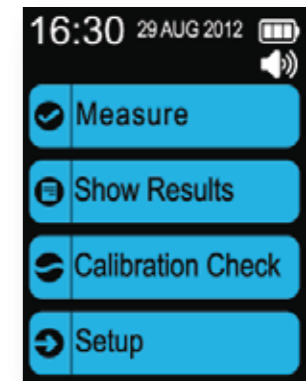 16:30 29 AUG 2012
Measure
Show Results
Calibration Check
Setup